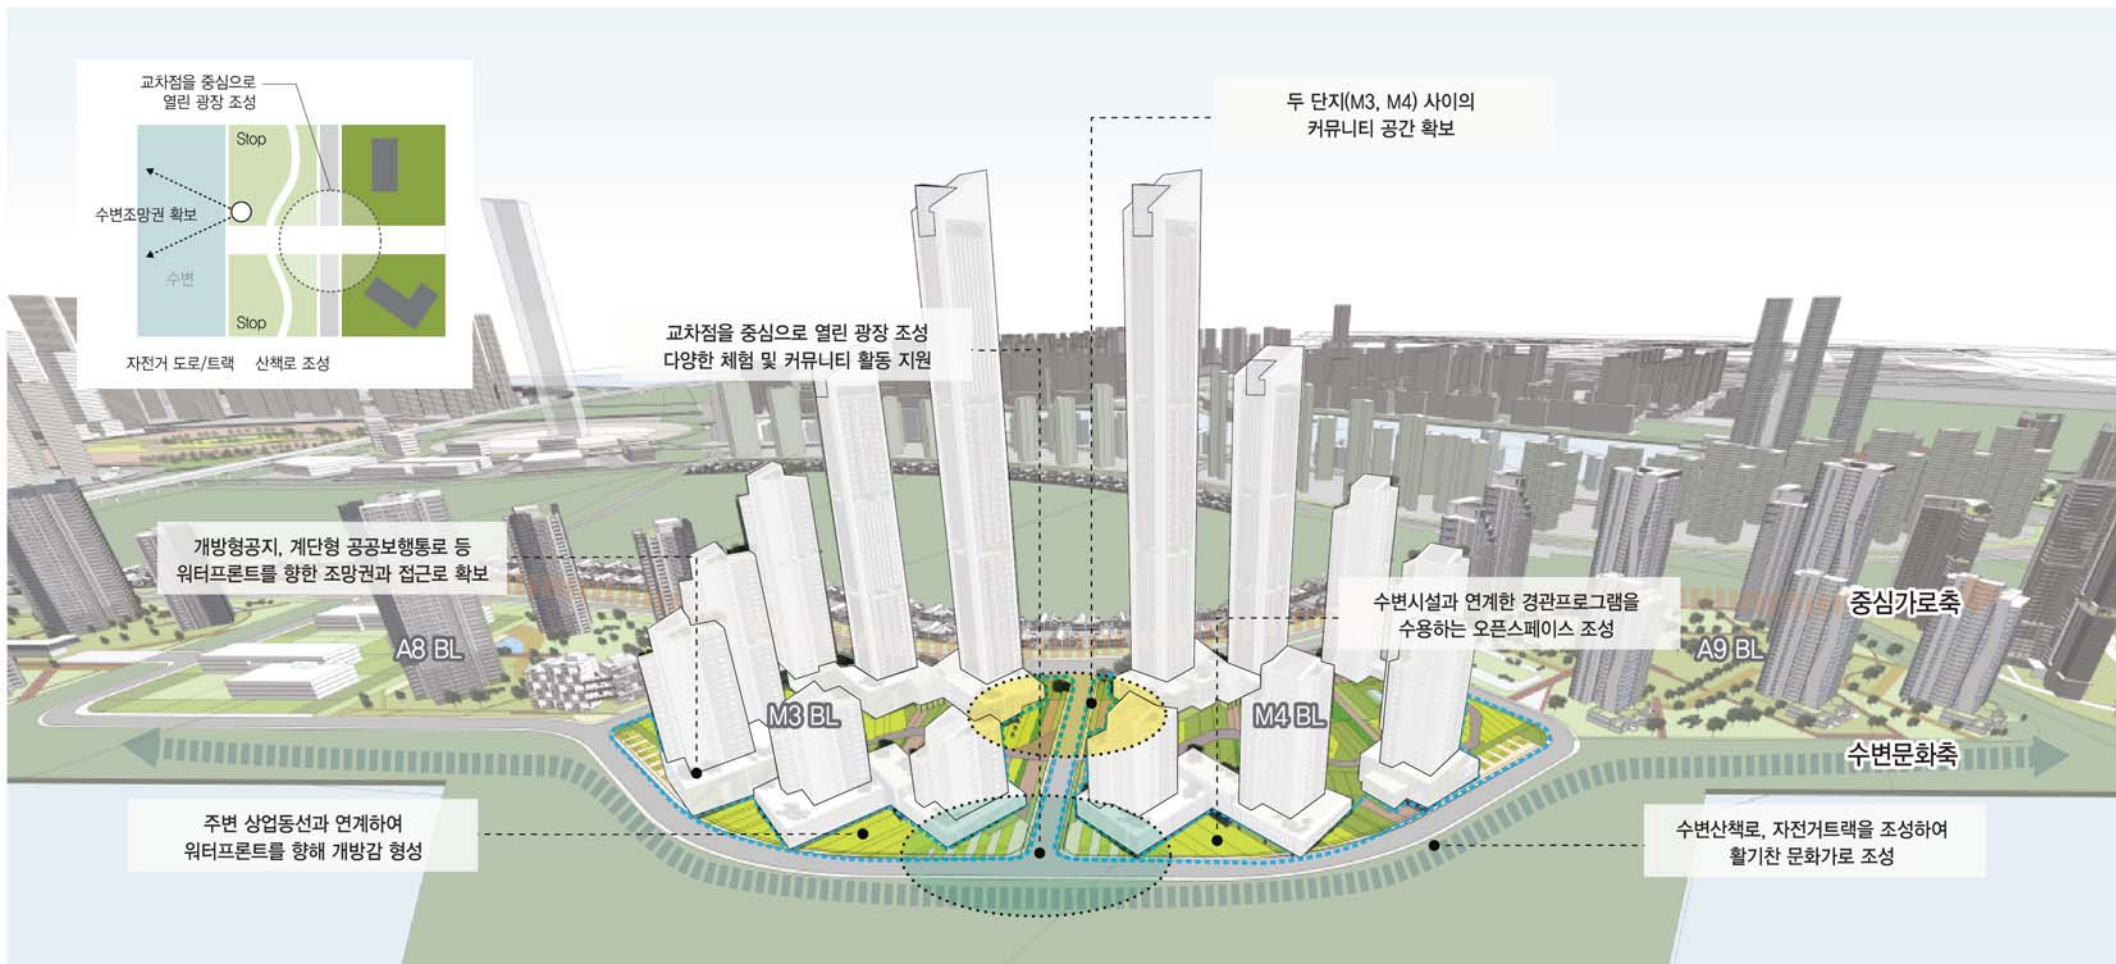 교차점을 중심으로
열린 광장 조성
Stop
수변조망권 확보
수변
Stop
자전거 도로/트랙
산책로 조성
두 단지(M3, M4) 사이의
커뮤니티 공간 확보
교차점을 중심으로 열린 광장 조성
다양한 체험 및 커뮤니티 활동 지원
개방형공지, 계단형 공공보행통로 등
워터프론트를 향한 조망권과 접근로 확보
수변시설과 연계한 경관프로그램을
수용하는 오픈스페이스 조성
중심가로축
A8 BL
A9 BL
M3 BL
M4 BL
수변문화축
주변 상업동선과 연계하여
워터프론트를 향해 개방감 형성
수변산책로, 자전거트랙을 조성하여
활기찬 문화가로 조성